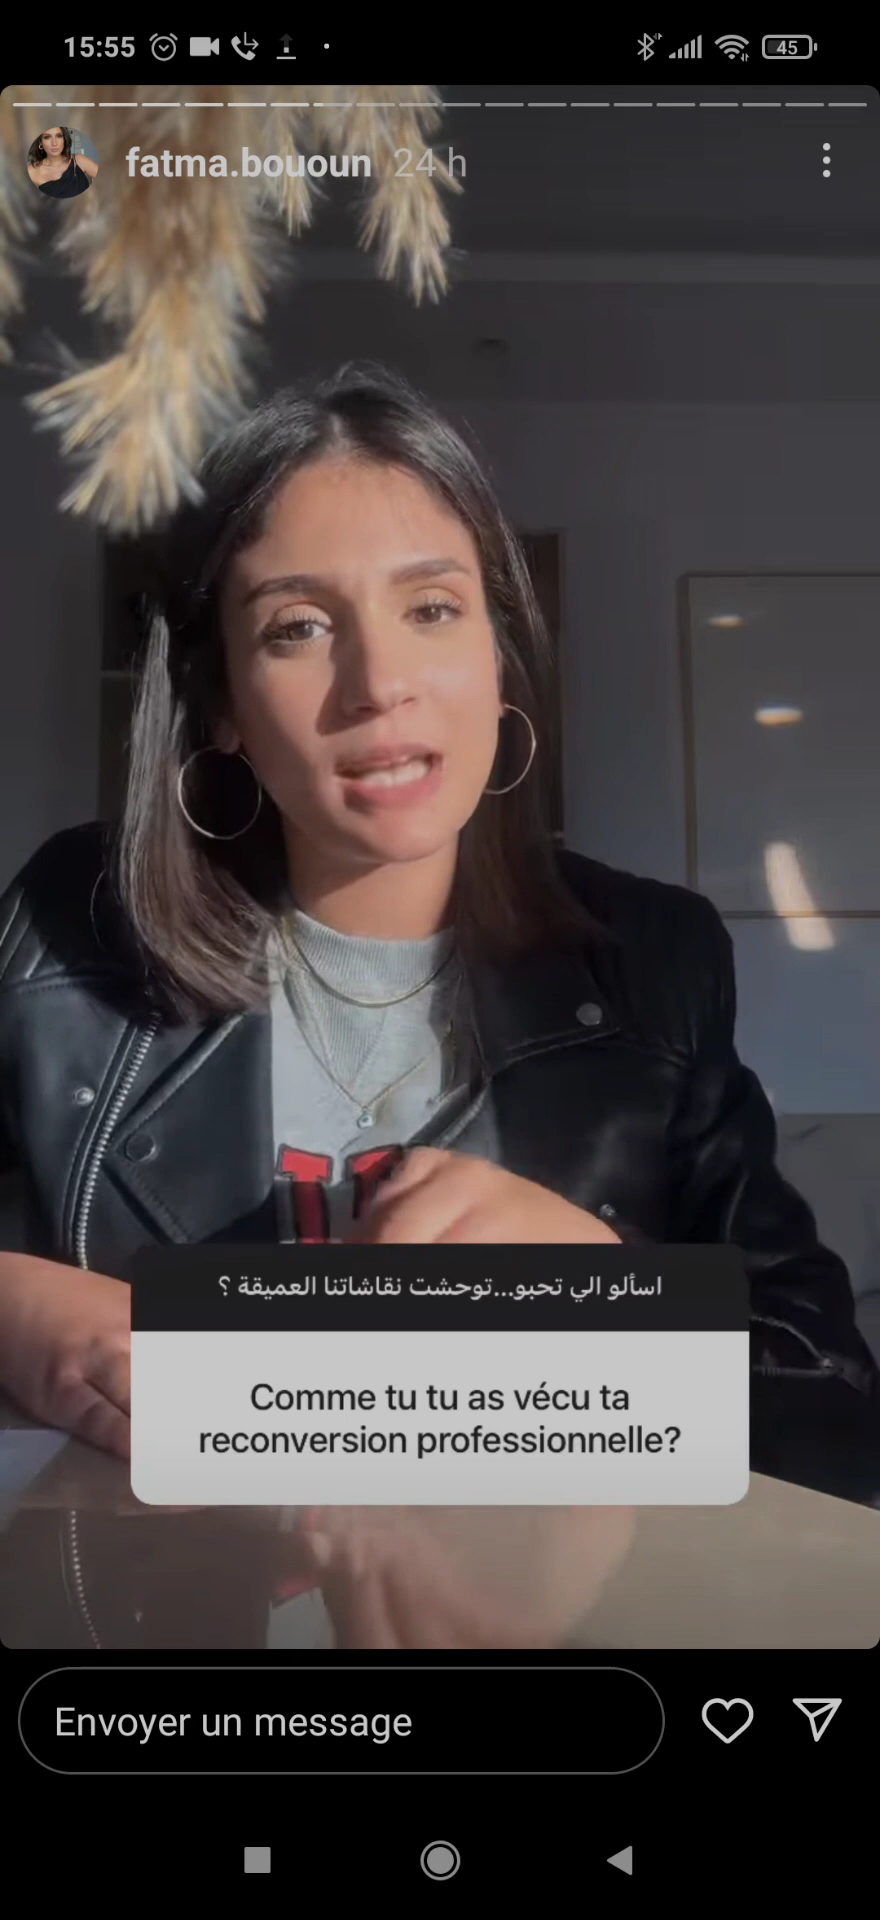 15:55
45
fatma.bououn 24 h
اسألو الي تحبو...توحشت نقاشاتنا العميقة ؟
Comme tu tu as vécu ta
reconversion professionnelle?
Envoyer un message